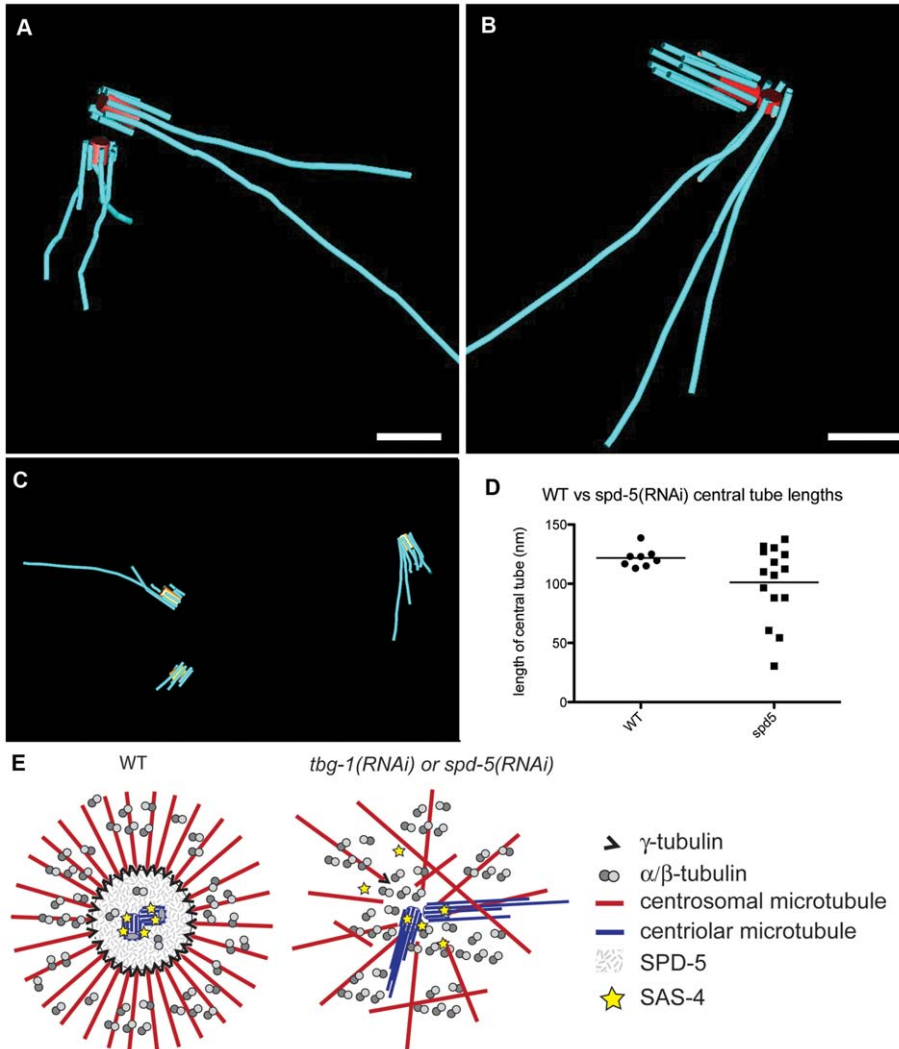 A
B
C
D
WT vs spd-5(RNAi) central tube lengths
length of central tube (nm)
150
100
50
0
WT
spd5
E
WT
tbg-1(RNAi) or spd-5(RNAi)
γ-tubulin
α/β-tubulin
centrosomal microtubule
centriolar microtubule
SPD-5
SAS-4